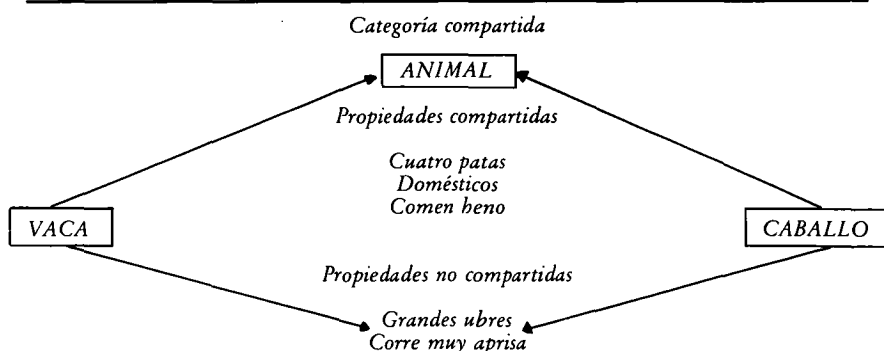 Categoría compartida
ANIMAL
Propiedades compartidas
Cuatro patas
Domésticos
Comen heno
VACA
CABALLO
Propiedades no compartidas
Grandes ubres
Corre muy aprisa